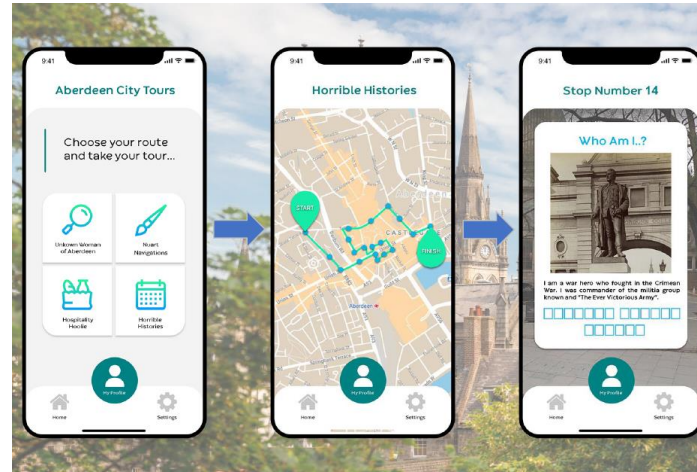 9:41
Aberdeen City Tours
Choose your route
and take your tour...
Unkown Woman
of Aberdeen
Nuart
Navigations
Hospitality
Hoolie
Horrible
Histories
My Profile
Home
Settings
9:41
Horrible Histories
START
FINISH
Aberdeen
My Profile
Home
Settings
9:41
Stop Number 14
Who Am I..?
I am a war hero who fought in the Crimean
War. I was commander of the militia group
known and "The Ever Victorious Army".
My Profile
Home
Settings